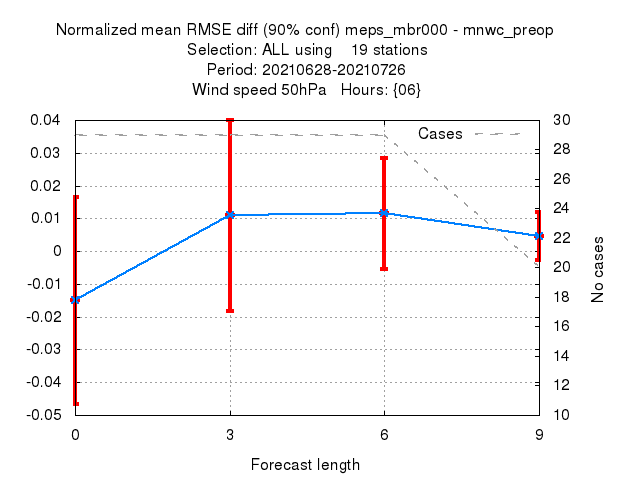 Normalized mean RMSE diff (90% conf) meps_mbr000 - mnwc_preop
Selection: ALL using 19 stations
Period: 20210628-20210726
Wind speed 50hPa Hours: {06}
0.04
0.03
0.02
0.01
0
-0.01
-0.02
-0.03
-0.04
-0.05
Cases
30
28
26
24
22
20
18
16
14
12
10
No cases
0 3 6 9
Forecast length